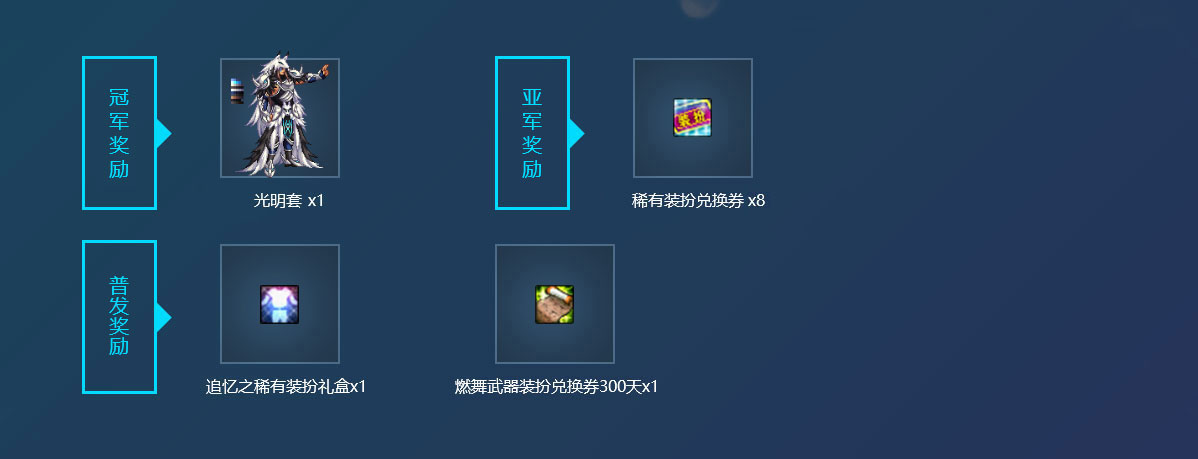 冠军奖励
光明套 x1
亚军奖励
装扮
稀有装扮兑换券 x8
普发奖励
追忆之稀有装扮礼盒x1
燃舞武器装扮兑换券300天x1